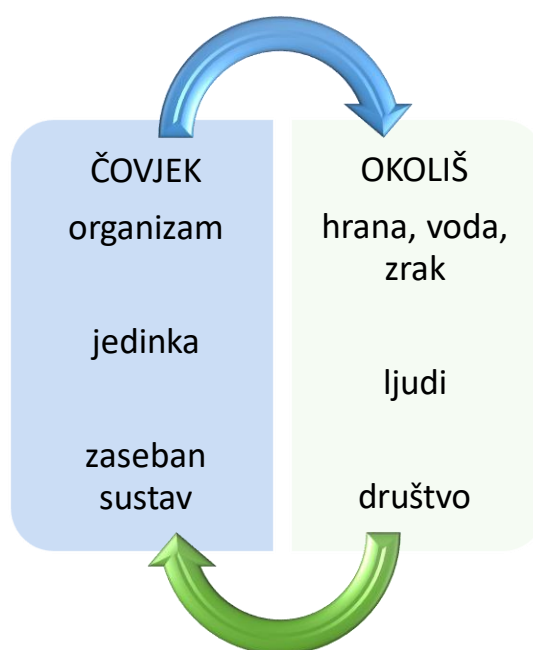 ČOVJEK
organizam
jedinka
zaseban
sustav
OKOLIŠ
hrana, voda,
zrak
ljudi
društvo